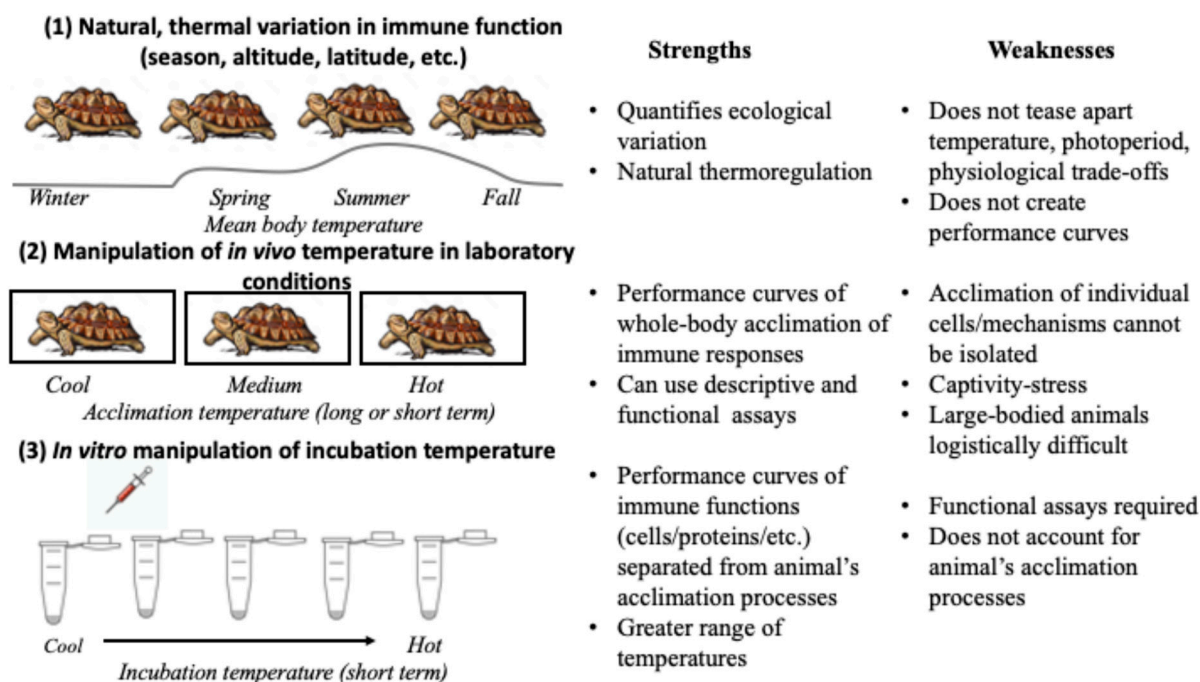 (1) Natural, thermal variation in immune function
(season, altitude, latitude, etc.)
Winter
Spring
Summer
Fall
Mean body temperature
(2) Manipulation of in vivo temperature in laboratory
conditions
Cool
Medium
Hot
Acclimation temperature (long or short term)
(3) In vitro manipulation of incubation temperature
Cool
Hot
Incubation temperature (short term)
Strengths
• Quantifies ecological
variation
• Natural thermoregulation
• Performance curves of
whole-body acclimation of
immune responses
• Can use descriptive and
functional assays
• Performance curves of
immune functions
(cells/proteins/etc.)
separated from animal’s
acclimation processes
• Greater range of
temperatures
Weaknesses
• Does not tease apart
temperature, photoperiod,
physiological trade-offs
• Does not create
performance curves
• Acclimation of individual
cells/mechanisms cannot
be isolated
• Captivity-stress
• Large-bodied animals
logistically difficult
• Functional assays required
• Does not account for
animal’s acclimation
processes